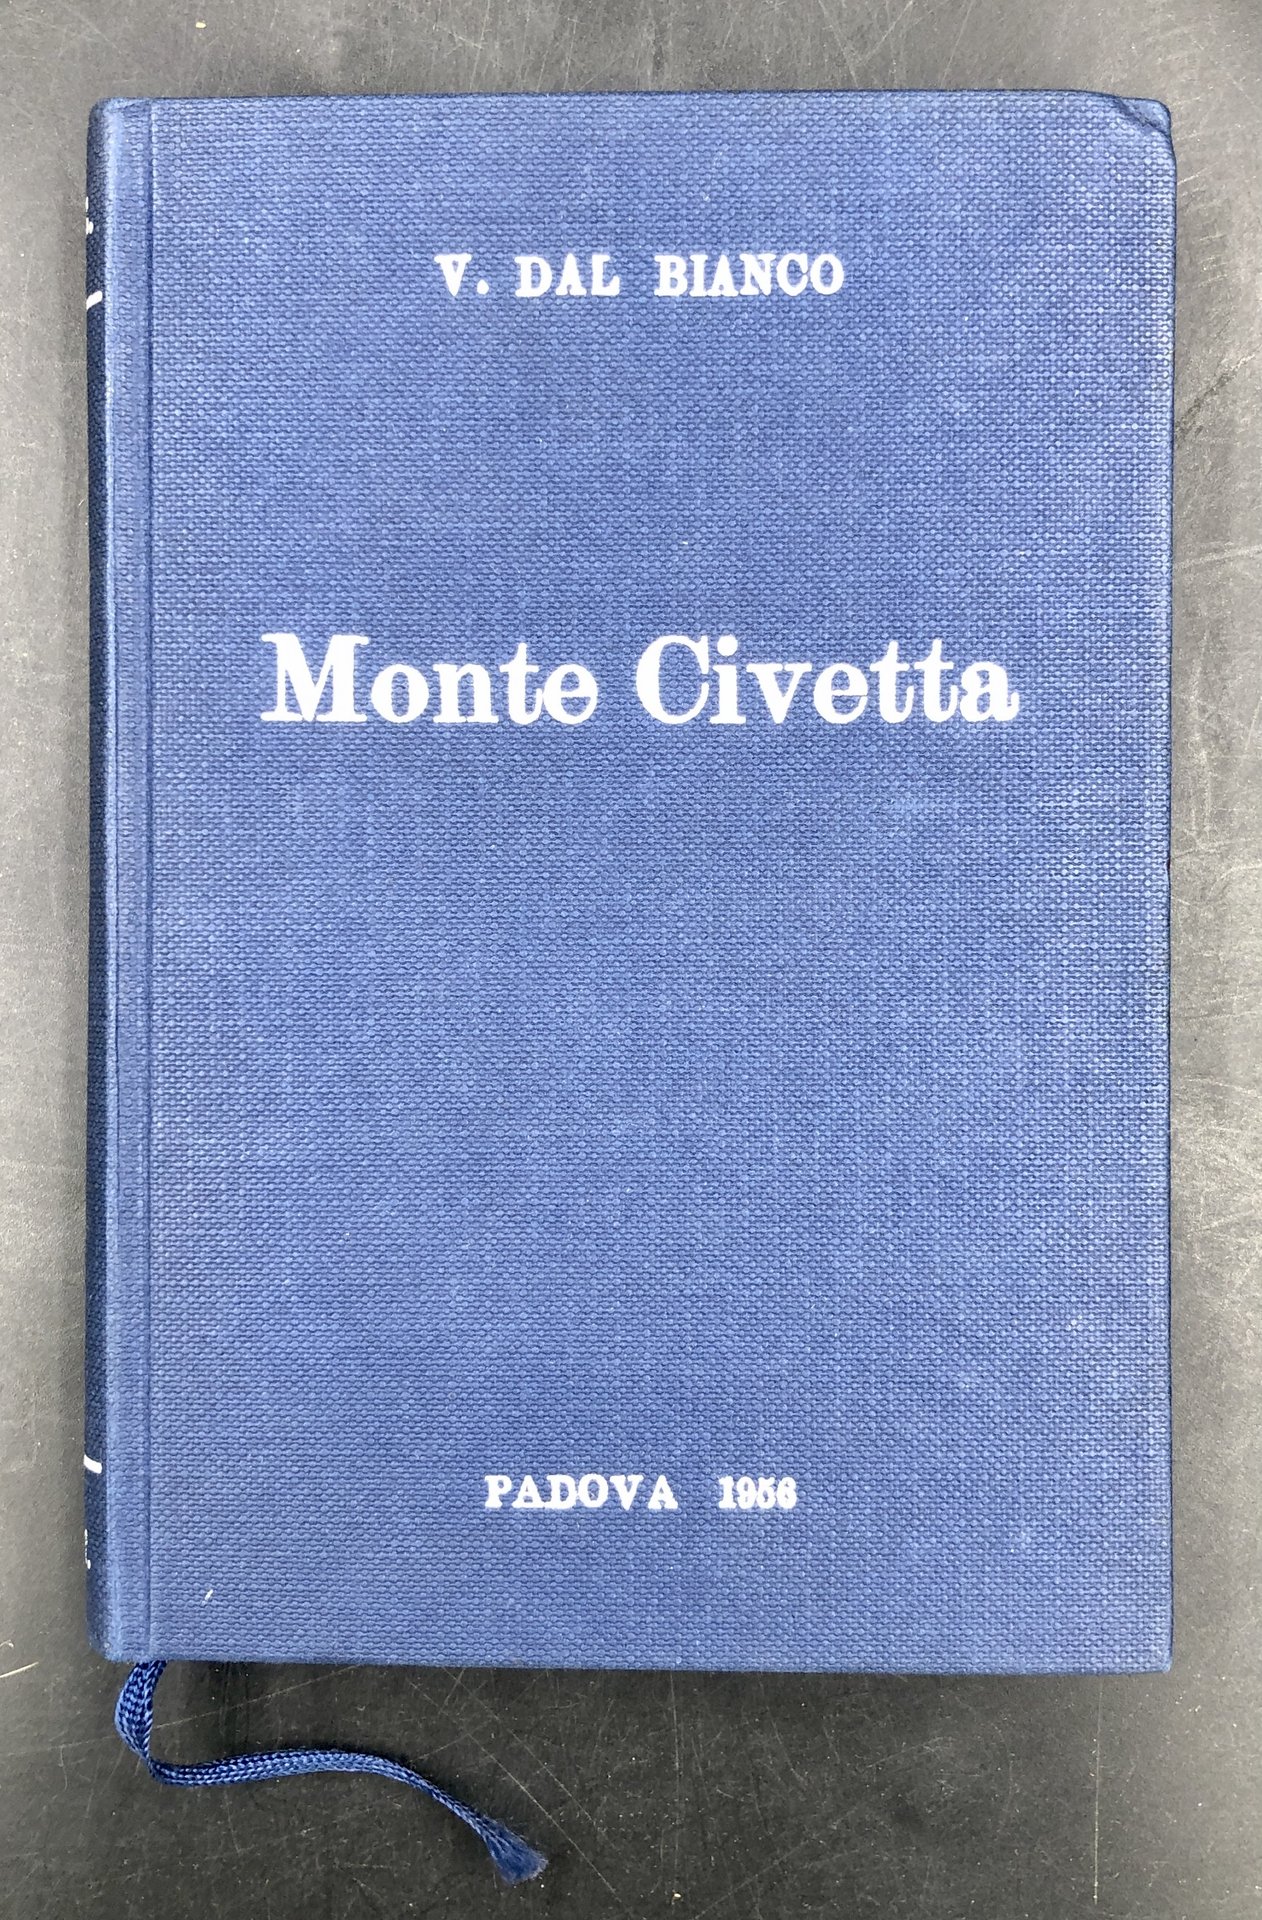 V. DAL BIANCO
Monte Civetta
PADOVA 1956